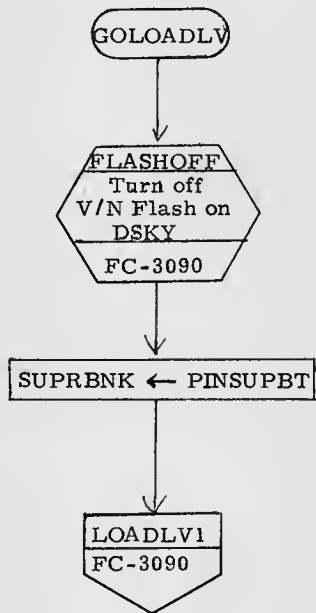 GOLOADLV
FLASHOFF
Turn off
V/N Flash on
DSKY
FC-3090
SUPRBNK ← PINSUPBT
LOADLV1
FC-3090